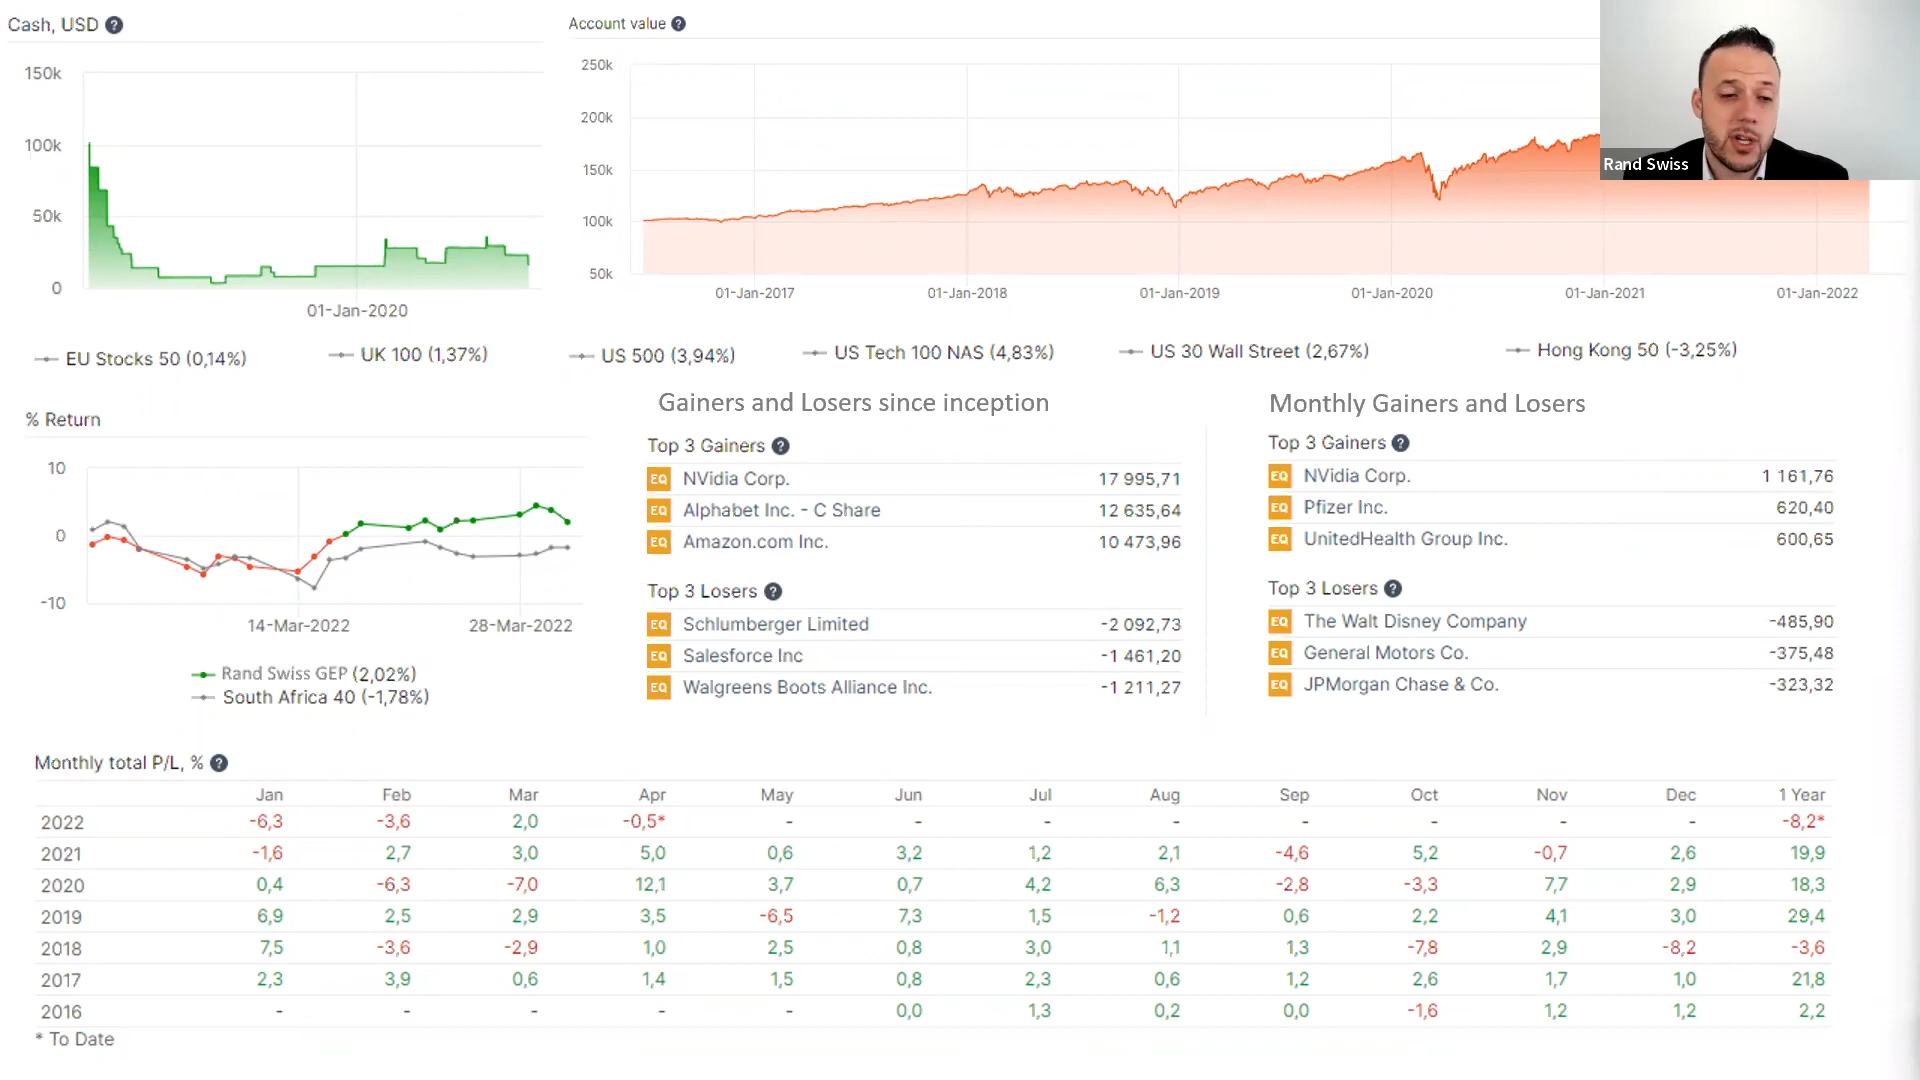 Cash, USD ?
150k
100k
50k
0
01-Jan-2020
Account value ?
250k
200k
150k
100k
50k
01-Jan-2017 01-Jan-2018 01-Jan-2019 01-Jan-2020 01-Jan-2021 01-Jan-2022
Rand Swiss
EU Stocks 50 (0,14%) UK 100 (1,37%) US 500 (3,94%) US Tech 100 NAS (4,83%) US 30 Wall Street (2,67%) Hong Kong 50 (-3,25%)
% Return
10
0
-10
14-Mar-2022 28-Mar-2022
Rand Swiss GEP (2,02%)
South Africa 40 (-1,78%)
Gainers and Losers since inception
Top 3 Gainers ?
EQ NVidia Corp. 17 995,71
EQ Alphabet Inc. - C Share 12 635,64
EQ Amazon.com Inc. 10 473,96
Top 3 Losers ?
EQ Schlumberger Limited -2 092,73
EQ Salesforce Inc -1 461,20
EQ Walgreens Boots Alliance Inc. -1 211,27
Monthly Gainers and Losers
Top 3 Gainers ?
EQ NVidia Corp. 1 161,76
EQ Pfizer Inc. 620,40
EQ UnitedHealth Group Inc. 600,65
Top 3 Losers ?
EQ The Walt Disney Company -485,90
EQ General Motors Co. -375,48
EQ JPMorgan Chase & Co. -323,32
Monthly total P/L, % ?
Jan Feb Mar Apr May Jun Jul Aug Sep Oct Nov Dec 1 Year
2022 -6,3 -3,6 2,0 -0,5* - - - - - - - - -8,2*
2021 -1,6 2,7 3,0 5,0 0,6 3,2 1,2 2,1 -4,6 5,2 -0,7 2,6 19,9
2020 0,4 -6,3 -7,0 12,1 3,7 0,7 4,2 6,3 -2,8 -3,3 7,7 2,9 18,3
2019 6,9 2,5 2,9 3,5 -6,5 7,3 1,5 -1,2 0,6 2,2 4,1 3,0 29,4
2018 7,5 -3,6 -2,9 1,0 2,5 0,8 3,0 1,1 1,3 -7,8 2,9 -8,2 -3,6
2017 2,3 3,9 0,6 1,4 1,5 0,8 2,3 0,6 1,2 2,6 1,7 1,0 21,8
2016 - - - - - 0,0 1,3 0,2 0,0 -1,6 1,2 1,2 2,2
* To Date